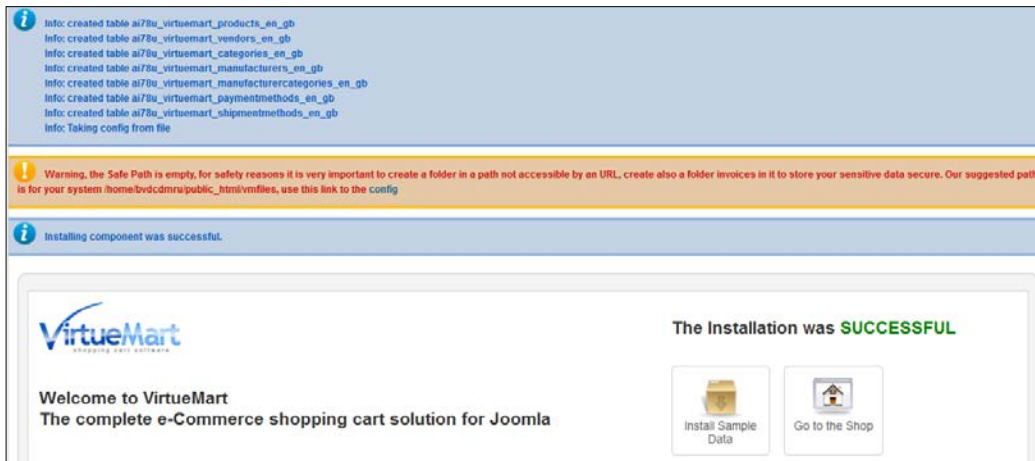 Info: created table ai78u_virtuemart_products_en_gb
Info: created table ai78u_virtuemart_vendors_en_gb
Info: created table ai78u_virtuemart_categories_en_gb
Info: created table ai78u_virtuemart_manufacturers_en_gb
Info: created table ai78u_virtuemart_manufacturercategories_en_gb
Info: created table ai78u_virtuemart_paymentmethods_en_gb
Info: created table ai78u_virtuemart_shipmentmethods_en_gb
Info: Taking config from file
Warning, the Safe Path is empty, for safety reasons it is very important to create a folder in a path not accessible by an URL, create also a folder invoices in it to store your sensitive data secure. Our suggested path
is for your system /home/bvdcdmru/public_html/vmfiles, use this link to the config
Installing component was successful.
VirtueMart
shopping cart software
The Installation was SUCCESSFUL
Welcome to VirtueMart
The complete e-Commerce shopping cart solution for Joomla
Install Sample
Data
Go to the Shop